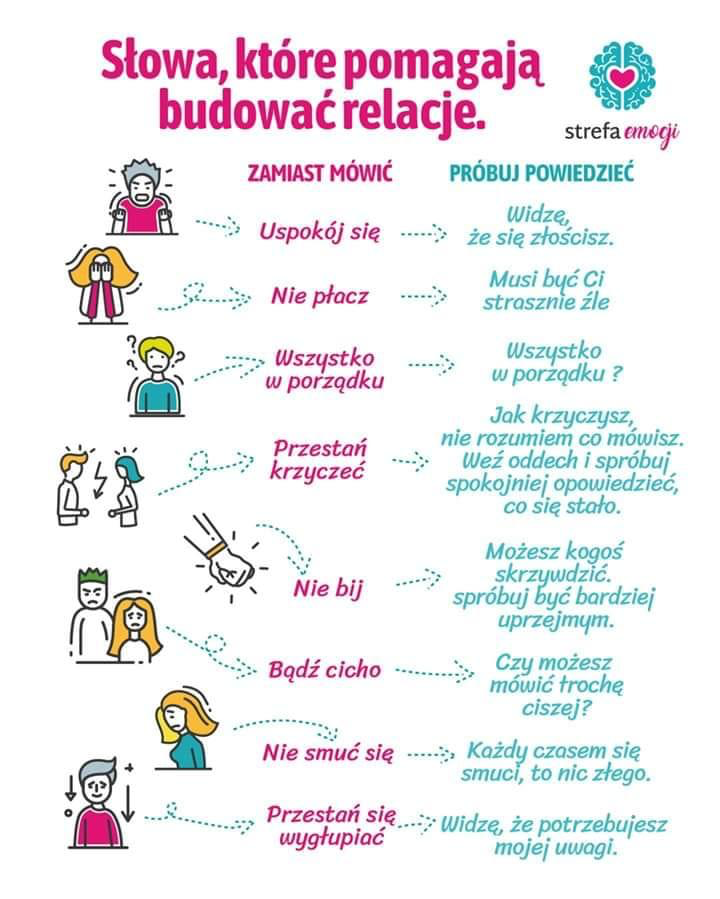 Słowa, które pomagają
budować relacje.
strefa emocji
ZAMIAST MÓWIĆ
PRÓBUJ POWIEDZIEĆ
Uspokój się
Widzę,
że się złościsz.
Nie płacz
Musi być Ci
strasznie źle
Wszystko
w porządku
Wszystko
w porządku ?
Przestań
krzyczeć
Jak krzyczysz,
nie rozumiem co mówisz.
Weź oddech i spróbuj
spokojniej opowiedzieć,
co się stało.
Nie bij
Możesz kogoś
skrzywdzić.
spróbuj być bardziej
uprzejmym.
Bądź cicho
Czy możesz
mówić trochę
ciszej?
Nie smuć się
Każdy czasem się
smuci, to nic złego.
Przestań się
wygłupiać
Widzę, że potrzebujesz
mojej uwagi.